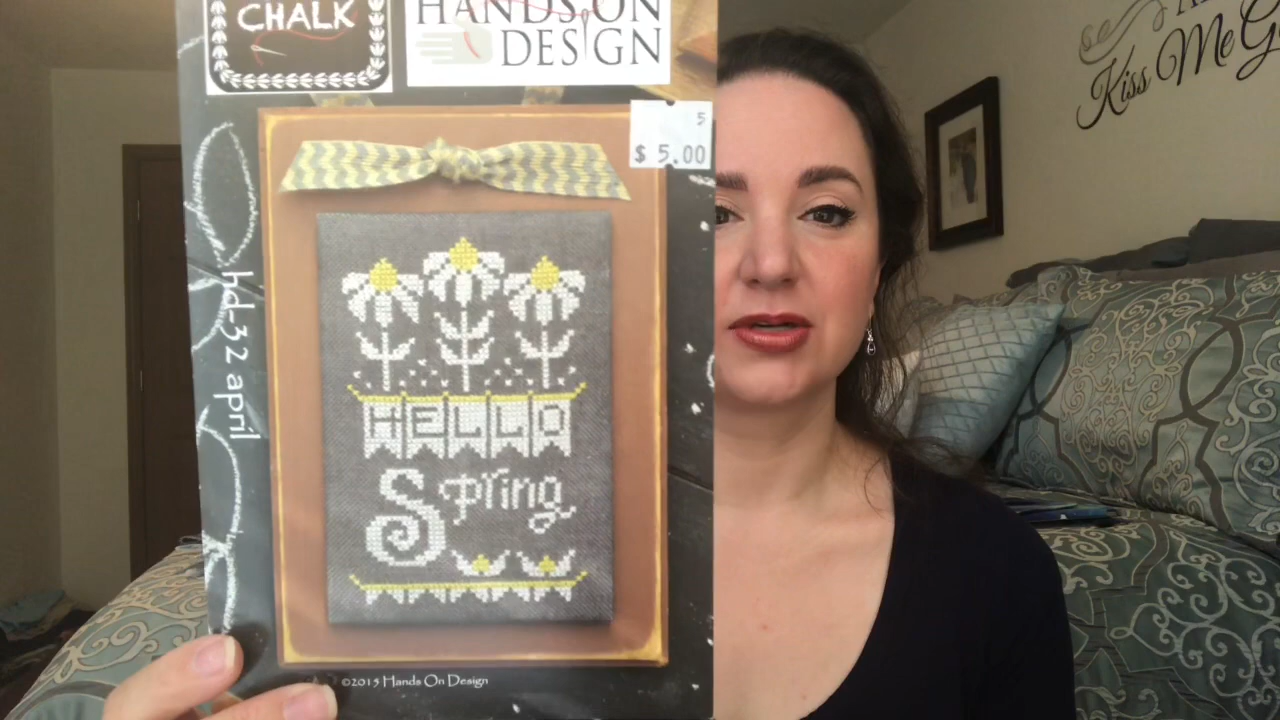 CHALK
HANDS ON
DESIGN
5
$ 5.00
hd-32 april
HELLO
Spring
©2015 Hands On Design
Kiss Me